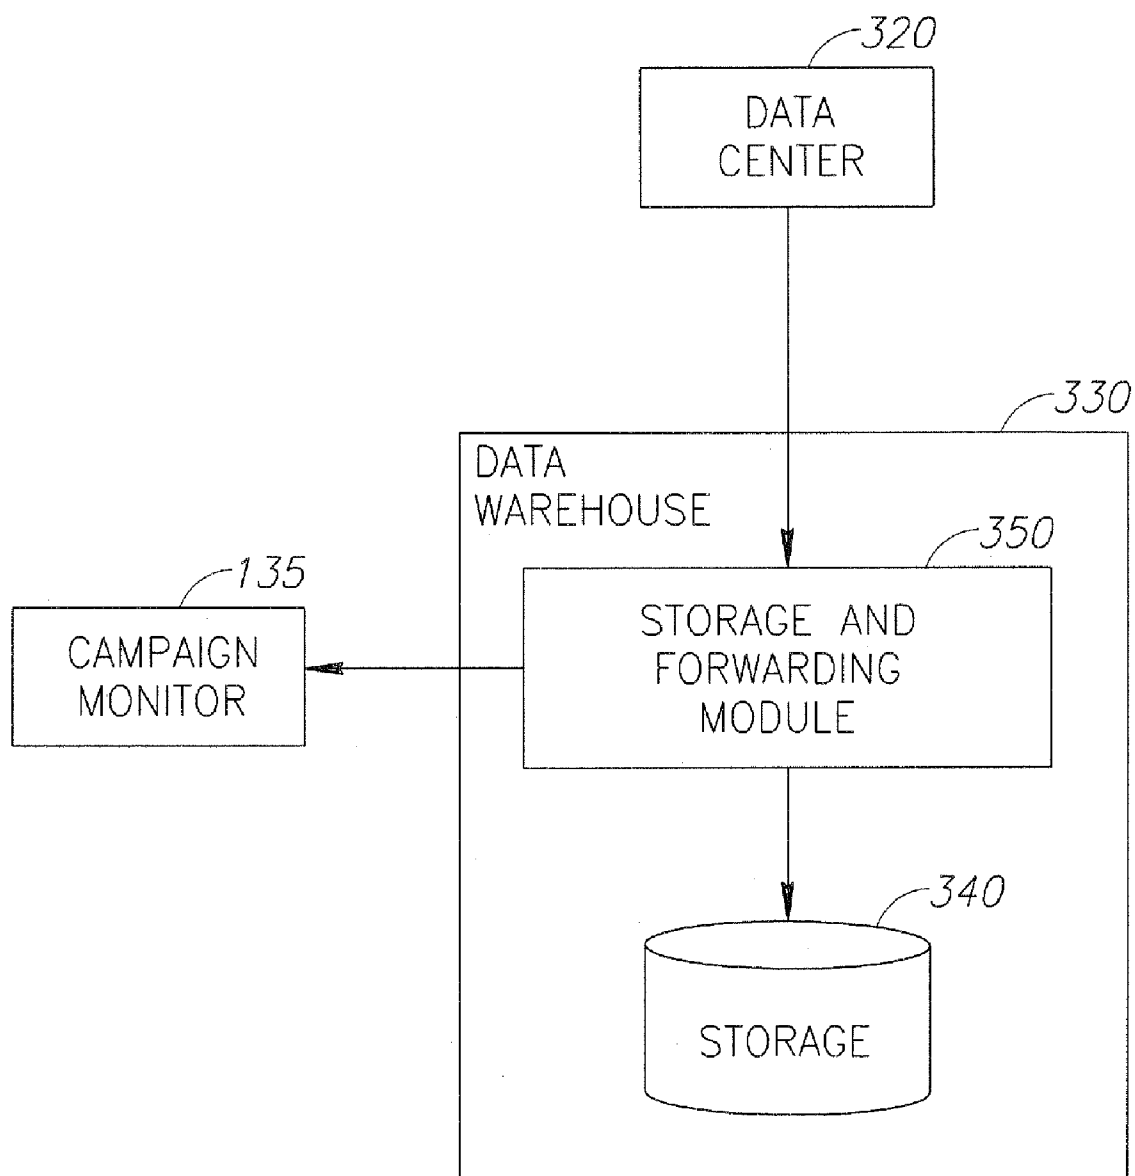 320
DATA
CENTER
330
DATA
WAREHOUSE
350
135
STORAGE AND
FORWARDING
MODULE
CAMPAIGN
MONITOR
340
STORAGE